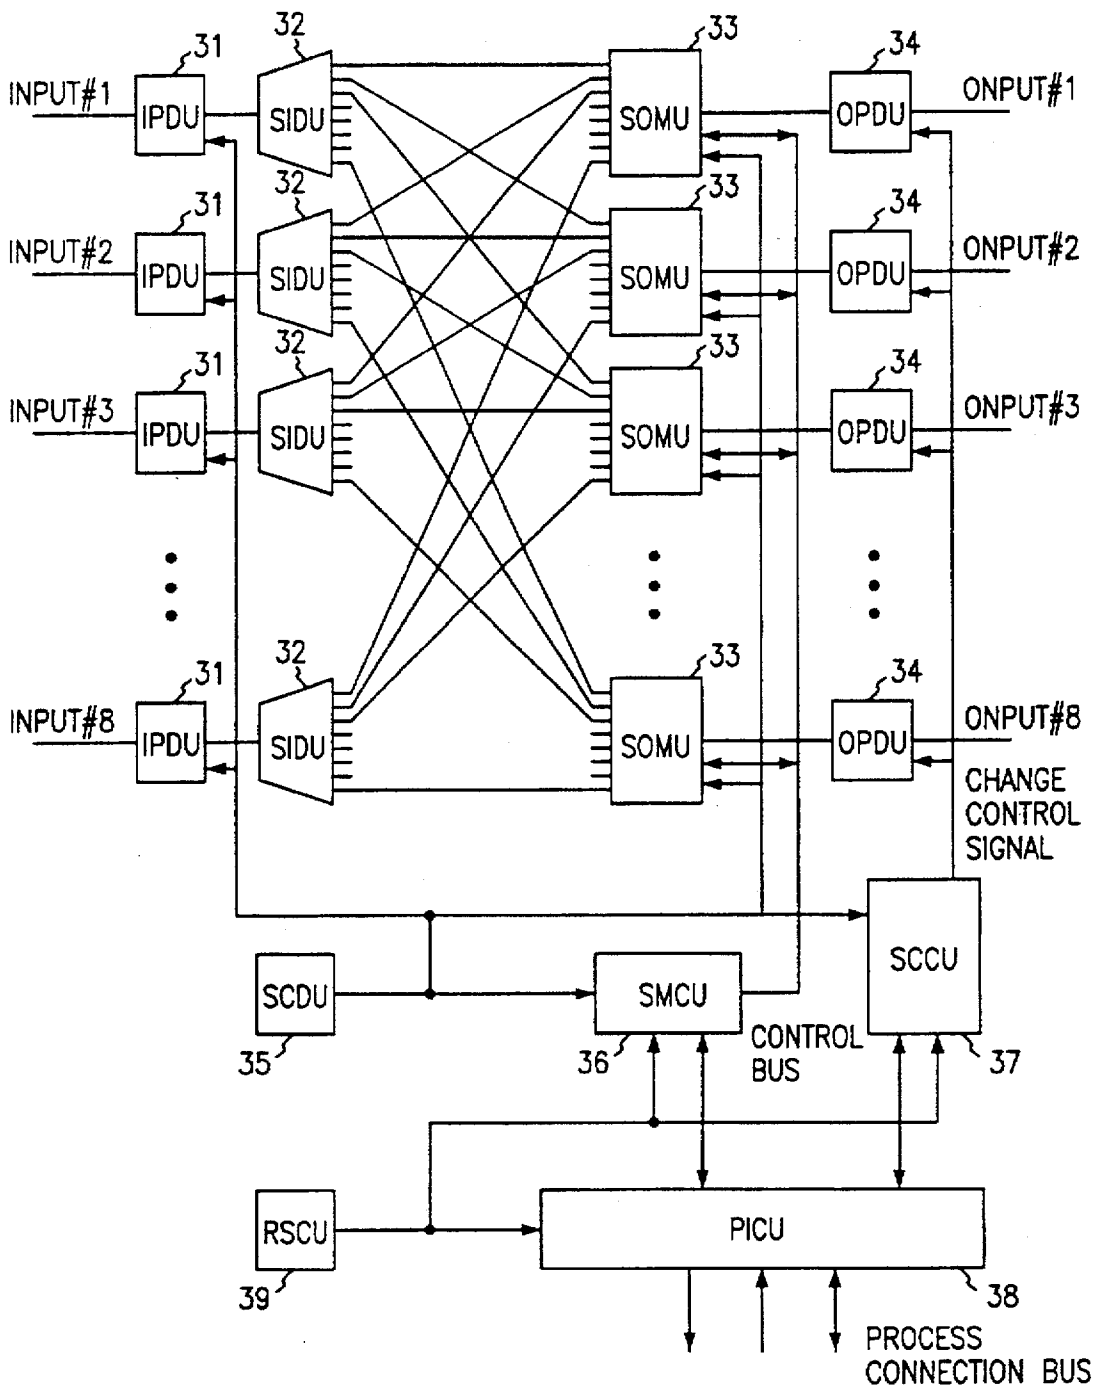 31 32 33 34
INPUT#1 IPDU SIDU SOMU OPDU ONPUT#1
31 32 33 34
INPUT#2 IPDU SIDU SOMU OPDU ONPUT#2
31 32 33 34
INPUT#3 IPDU SIDU SOMU OPDU ONPUT#3
31 32 33 34
INPUT#8 IPDU SIDU SOMU OPDU ONPUT#8
CHANGE
CONTROL
SIGNAL
SCDU SMCU SCCU
35 36 37
CONTROL
BUS
RSCU PICU
39 38
PROCESS
CONNECTION BUS